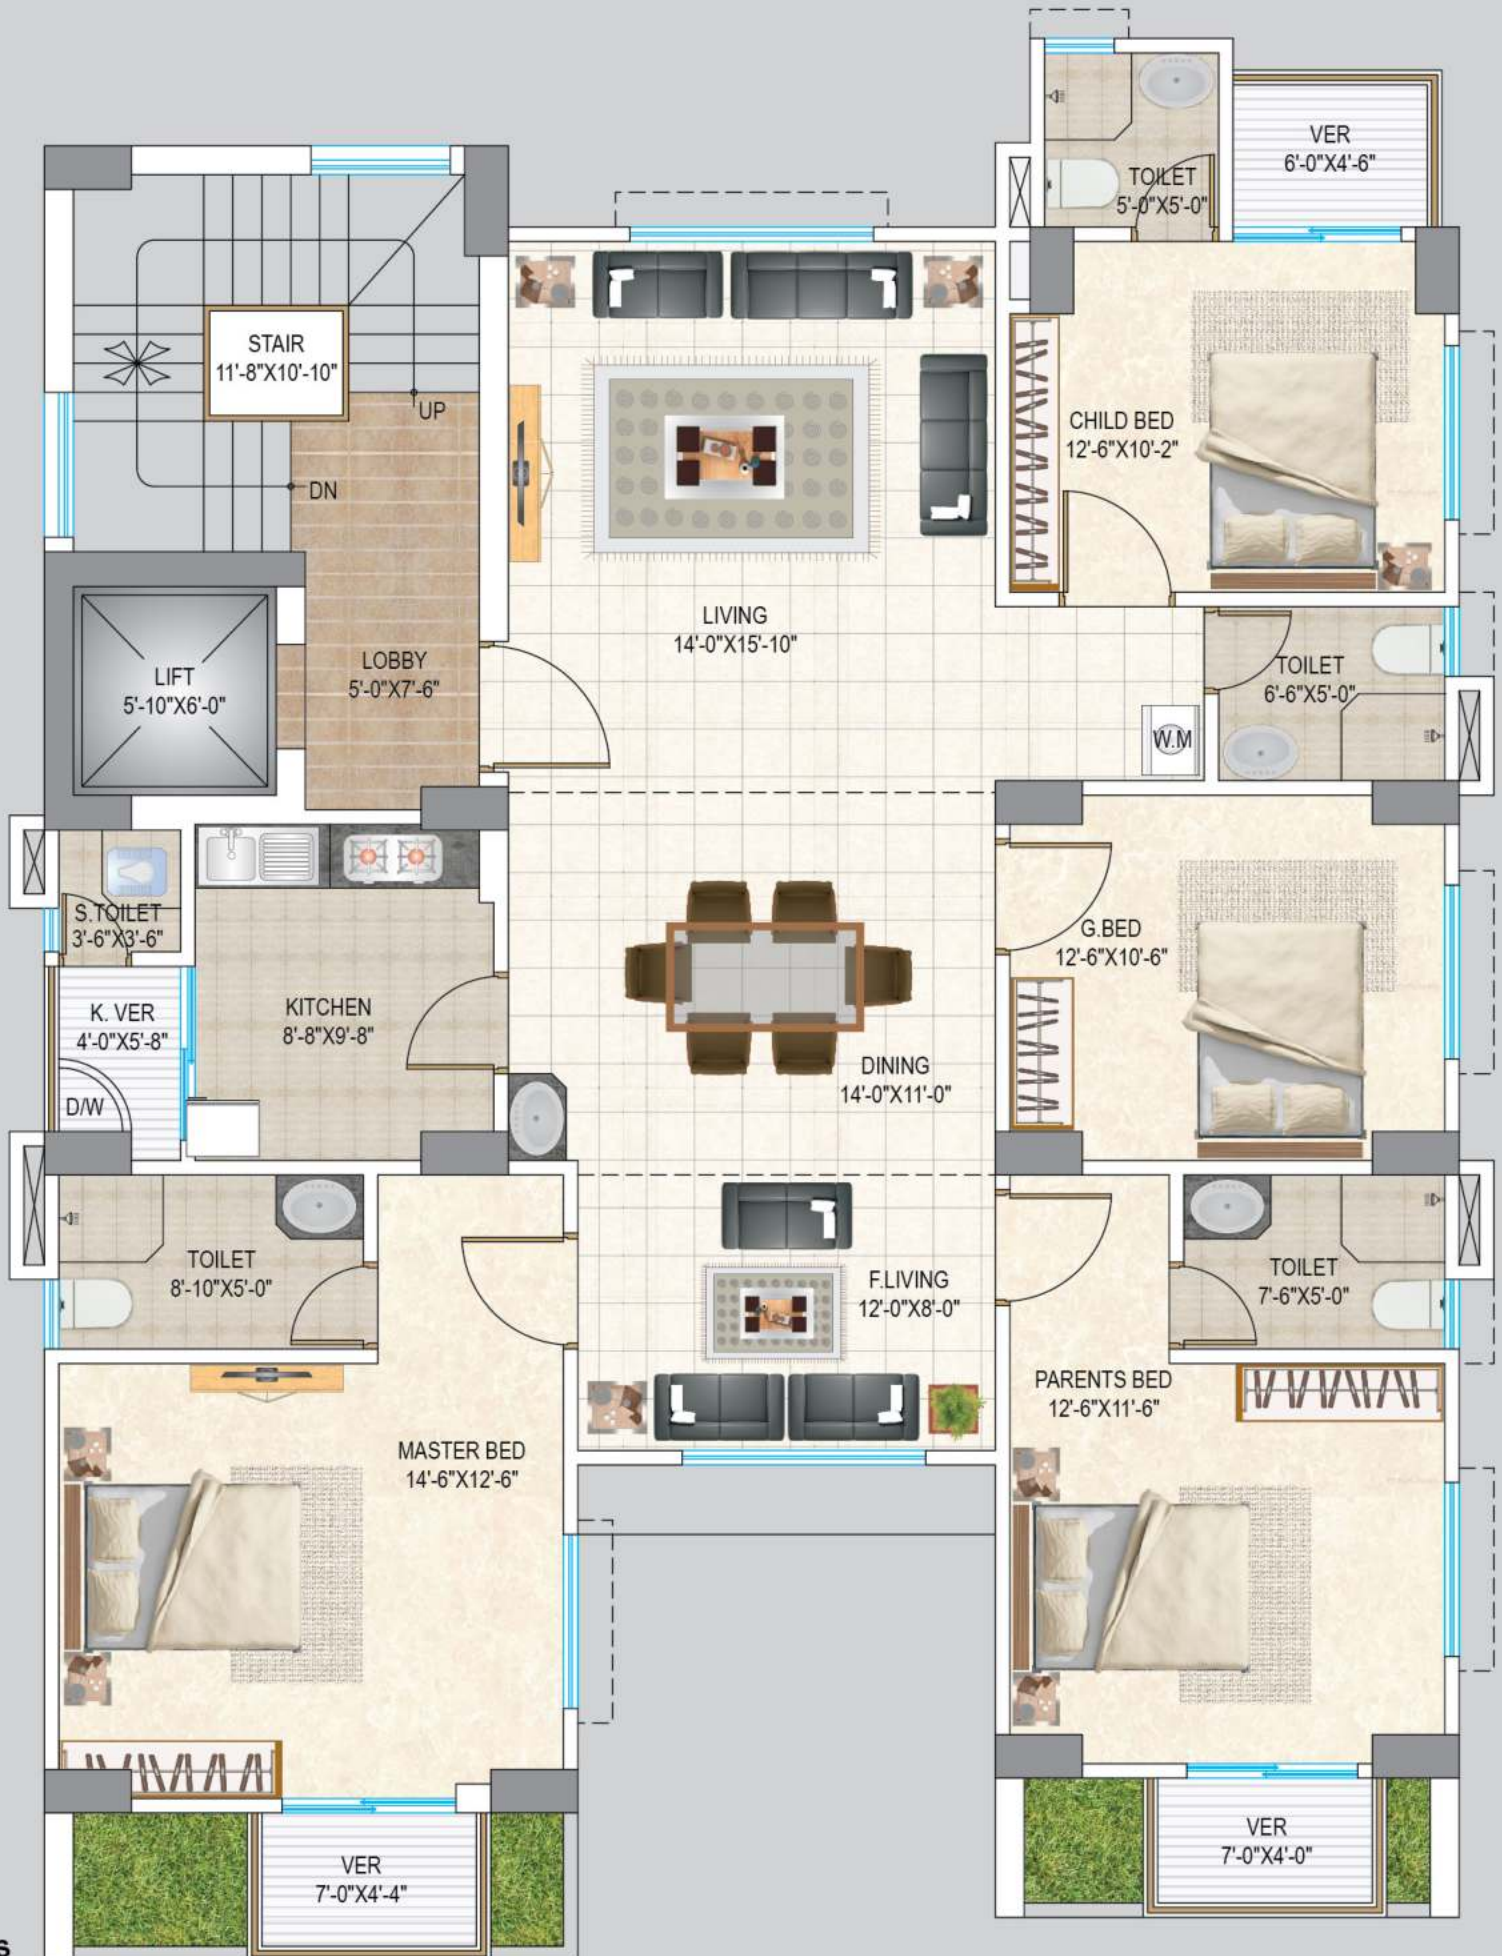 VER
6'-0"X4'-6"
TOILET
5'-0"X5'-0"
STAIR
11'-8"X10'-10"
UP
DN
CHILD BED
12'-6"X10'-2"
LIVING
14'-0"X15'-10"
LOBBY
5'-0"X7'-6"
LIFT
5'-10"X6'-0"
TOILET
6'-6"X5'-0"
W.M
S.TOILET
3'-6"X3'-6"
G.BED
12'-6"X10'-6"
K. VER
4'-0"X5'-8"
KITCHEN
8'-8"X9'-8"
D/W
DINING
14'-0"X11'-0"
TOILET
8'-10"X5'-0"
F.LIVING
12'-0"X8'-0"
TOILET
7'-6"X5'-0"
PARENTS BED
12'-6"X11'-6"
MASTER BED
14'-6"X12'-6"
VER
7'-0"X4'-4"
VER
7'-0"X4'-0"
s